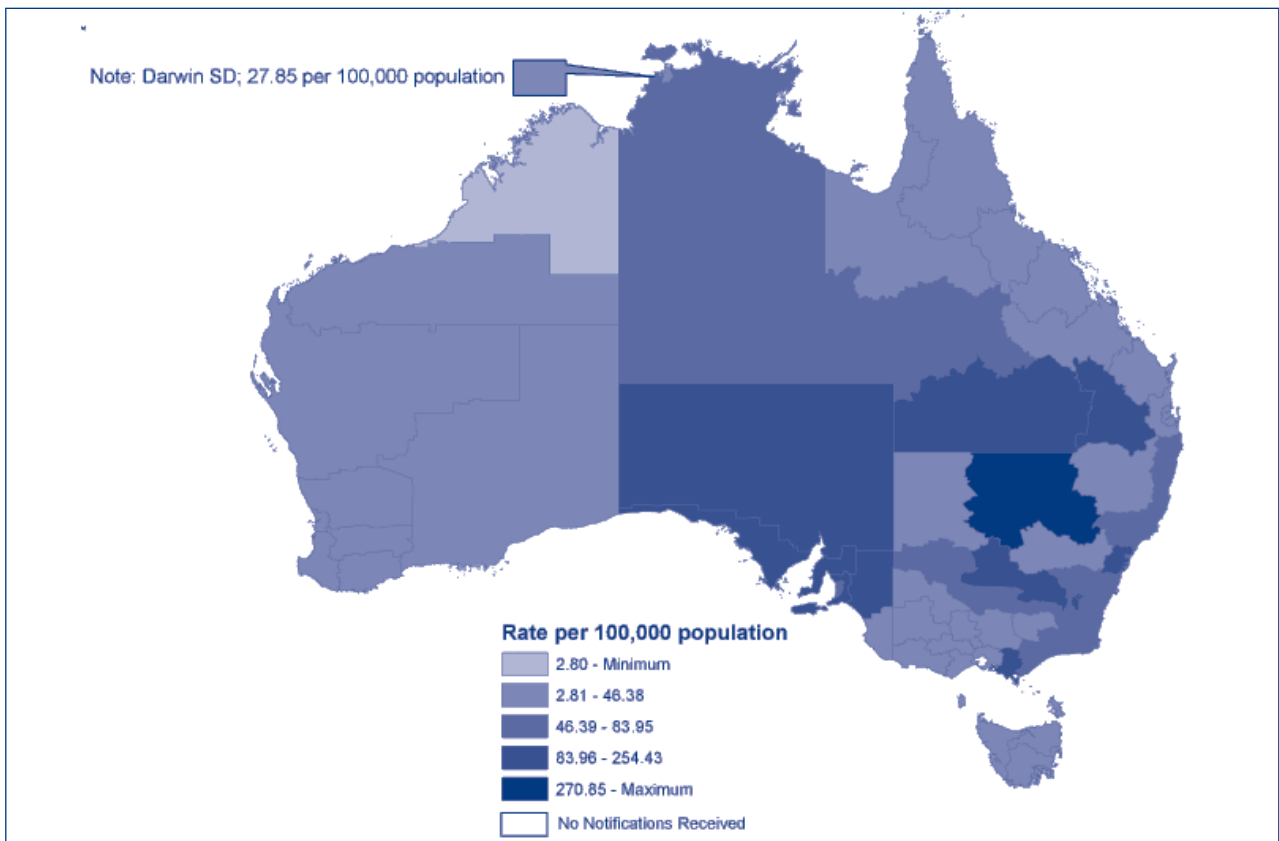 Note: Darwin SD; 27.85 per 100,000 population
Rate per 100,000 population
2.80 - Minimum
2.81 - 46.38
46.39 - 83.95
83.96 - 254.43
270.85 - Maximum
No Notifications Received